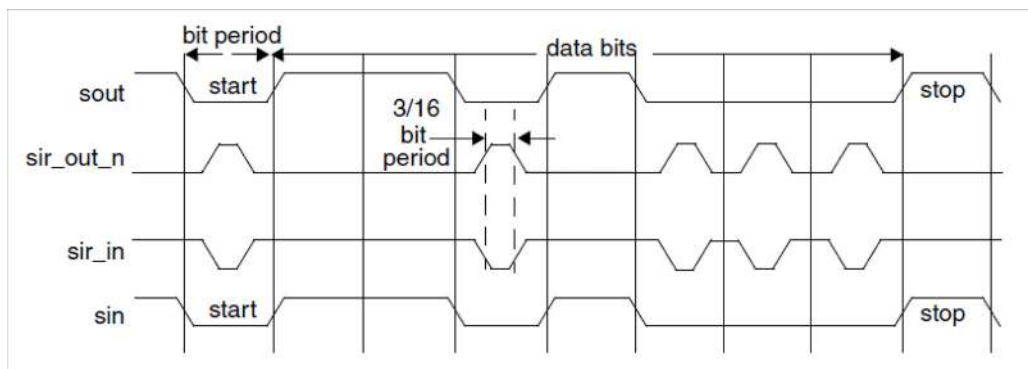 bit period
data bits
sout
start
stop
3/16
bit
period
sir_out_n
sir_in
sin
start
stop